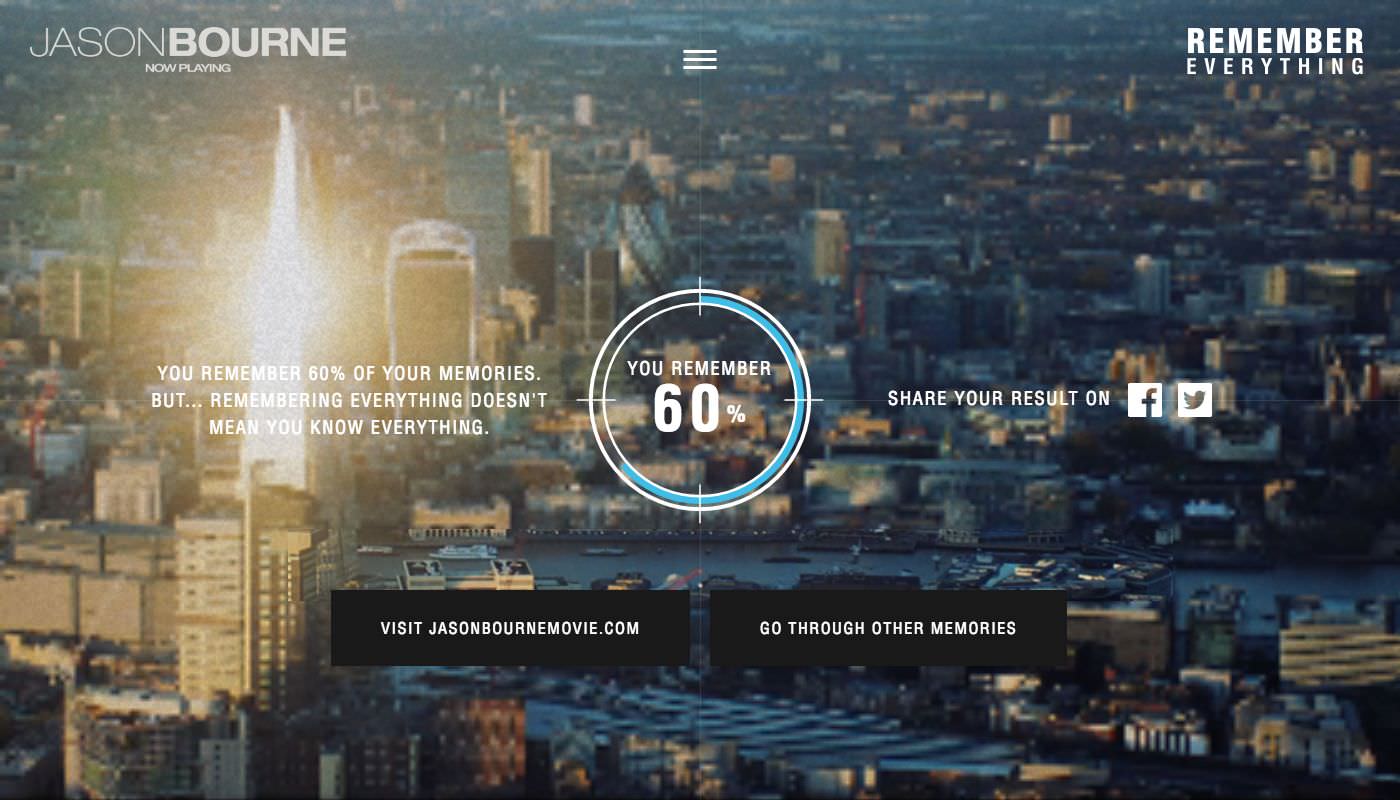 JASONBOURNE
NOW PLAYING
REMEMBER
EVERYTHING
YOU REMEMBER 60% OF YOUR MEMORIES.
BUT... REMEMBERING EVERYTHING DOESN'T
MEAN YOU KNOW EVERYTHING.
YOU REMEMBER
60%
SHARE YOUR RESULT ON
VISIT JASONBOURNEMOVIE.COM
GO THROUGH OTHER MEMORIES